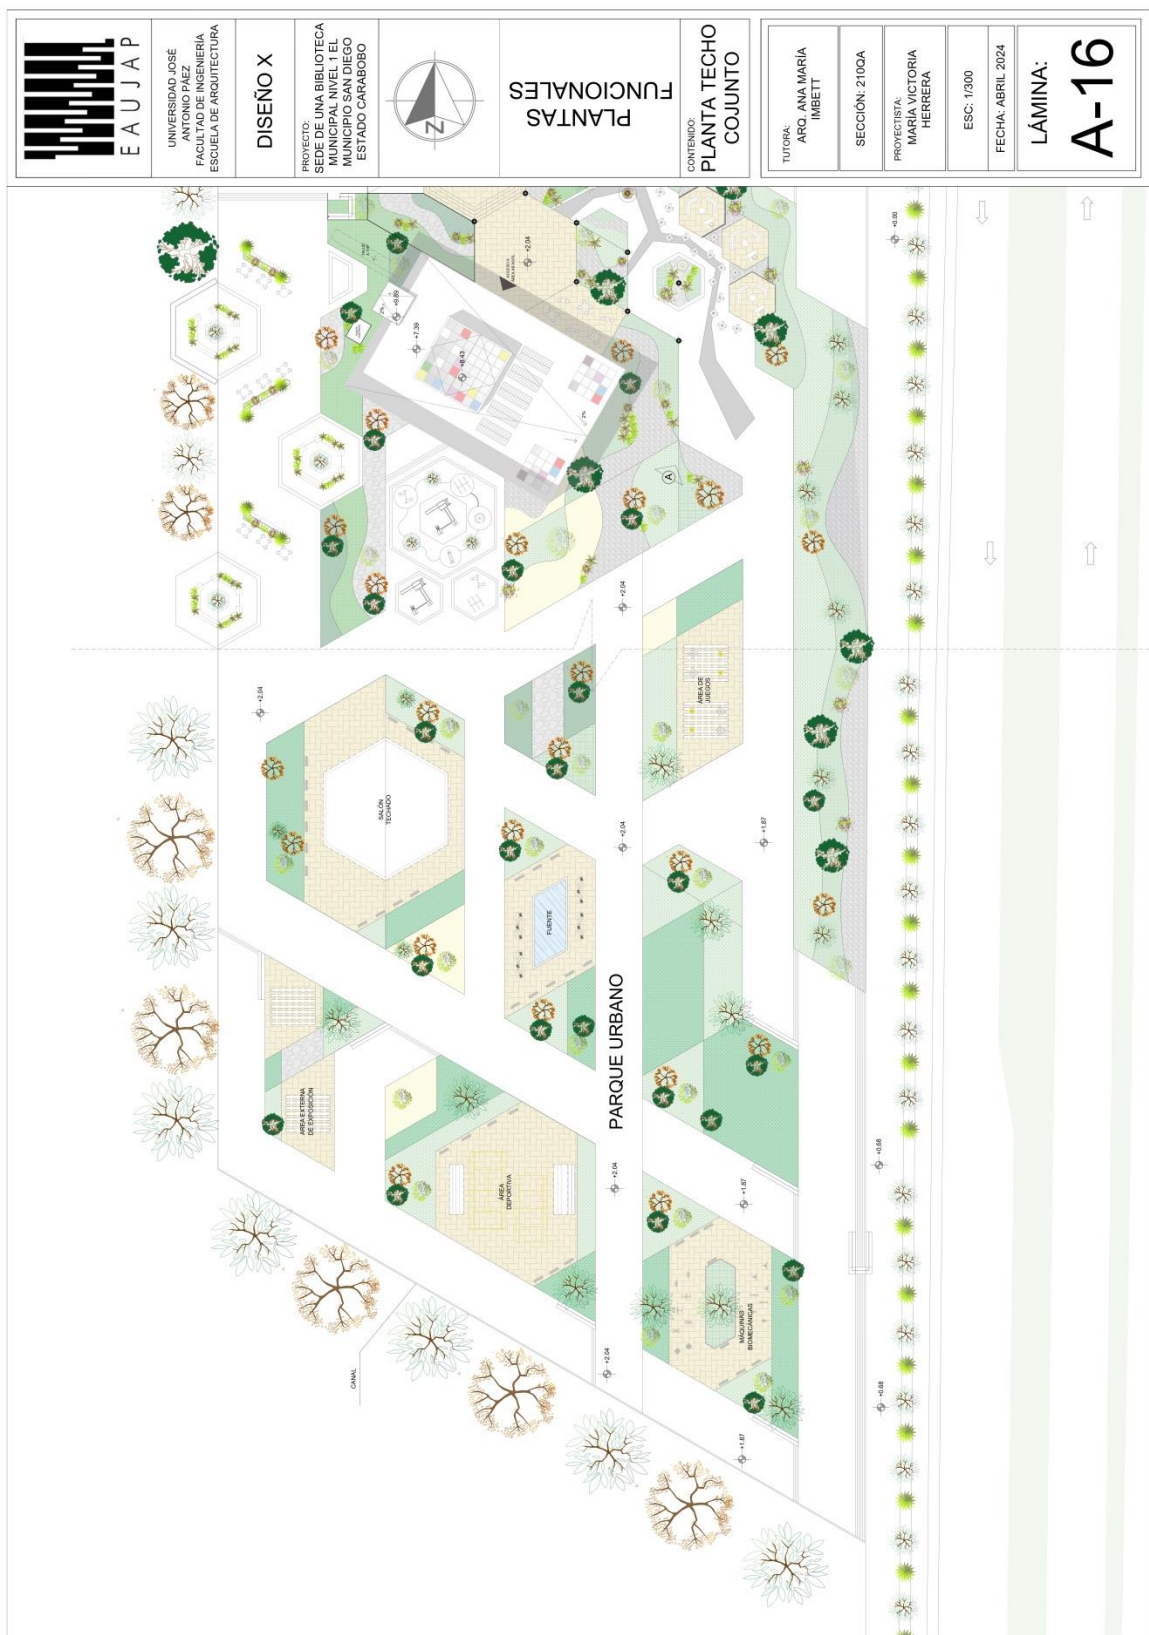 EAUJAP
UNIVERSIDAD JOSÉ
ANTONIO PÁEZ
FACULTAD DE INGENIERÍA
ESCUELA DE ARQUITECTURA
DISEÑO X
PROYECTO:
SEDE DE UNA BIBLIOTECA
MUNICIPAL NIVEL 1 EL
MUNICIPIO SAN DIEGO
ESTADO CARABOBO
N
PLANTAS
FUNCIONALES
CONTENIDO:
PLANTA TECHO
COJUNTO
TUTORA:
ARQ. ANA MARÍA
IMBETT
SECCIÓN: 210QA
PROYECTISTA:
MARÍA VICTORIA
HERRERA
ESC: 1/300
FECHA: ABRIL 2024
LÁMINA:
A-16
+0.00
+2.04
2%
+9.89
+7.39
+8.43
2%
A
+2.04
+2.04
ÁREA DE
JUEGOS
SALÓN
TECHADO
+2.04
+1.87
FUENTE
PARQUE URBANO
ÁREA EXTERNA
DE EXPOSICIÓN
ÁREA
DEPORTIVA
+2.04
+1.87
+0.68
MÁQUINAS
BIOMECÁNICAS
CANAL
+2.04
+0.68
+1.87